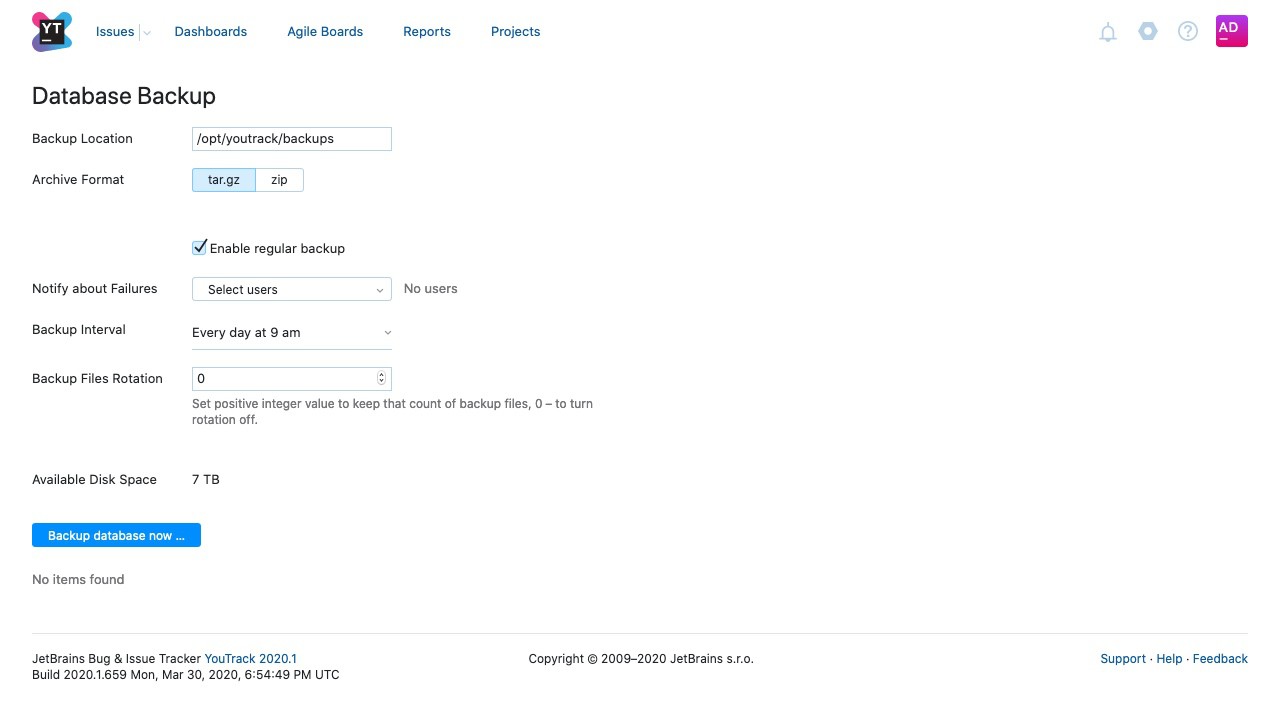 YT
Issues
Dashboards
Agile Boards
Reports
Projects
AD
Database Backup
Backup Location
/opt/youtrack/backups
Archive Format
tar.gz
zip
Enable regular backup
Notify about Failures
Select users
No users
Backup Interval
Every day at 9 am
Backup Files Rotation
0
Set positive integer value to keep that count of backup files, 0 – to turn
rotation off.
Available Disk Space
7 TB
Backup database now ...
No items found
JetBrains Bug & Issue Tracker YouTrack 2020.1
Copyright © 2009–2020 JetBrains s.r.o.
Support · Help · Feedback
Build 2020.1.659 Mon, Mar 30, 2020, 6:54:49 PM UTC